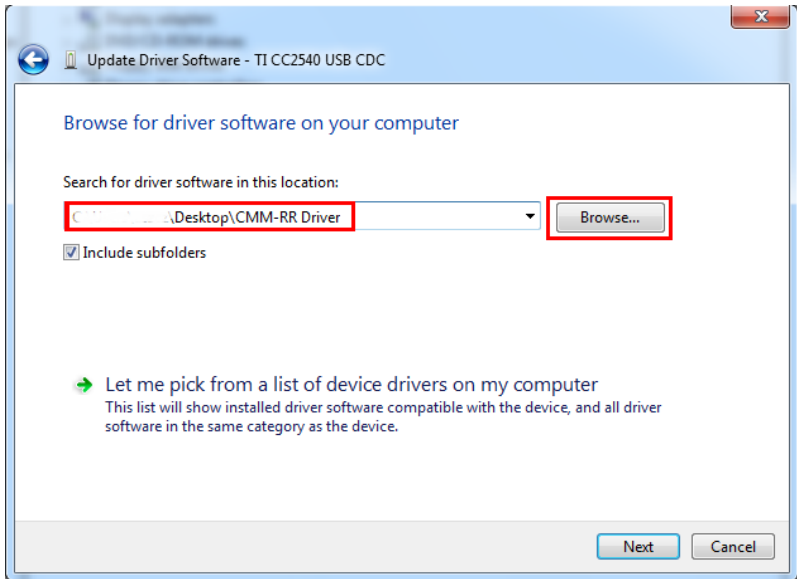 Display adapters
Update Driver Software - TI CC2540 USB CDC
Browse for driver software on your computer
Search for driver software in this location:
\Desktop\CMM-RR Driver
Browse...
Include subfolders
Let me pick from a list of device drivers on my computer
This list will show installed driver software compatible with the device, and all driver
software in the same category as the device.
Next
Cancel